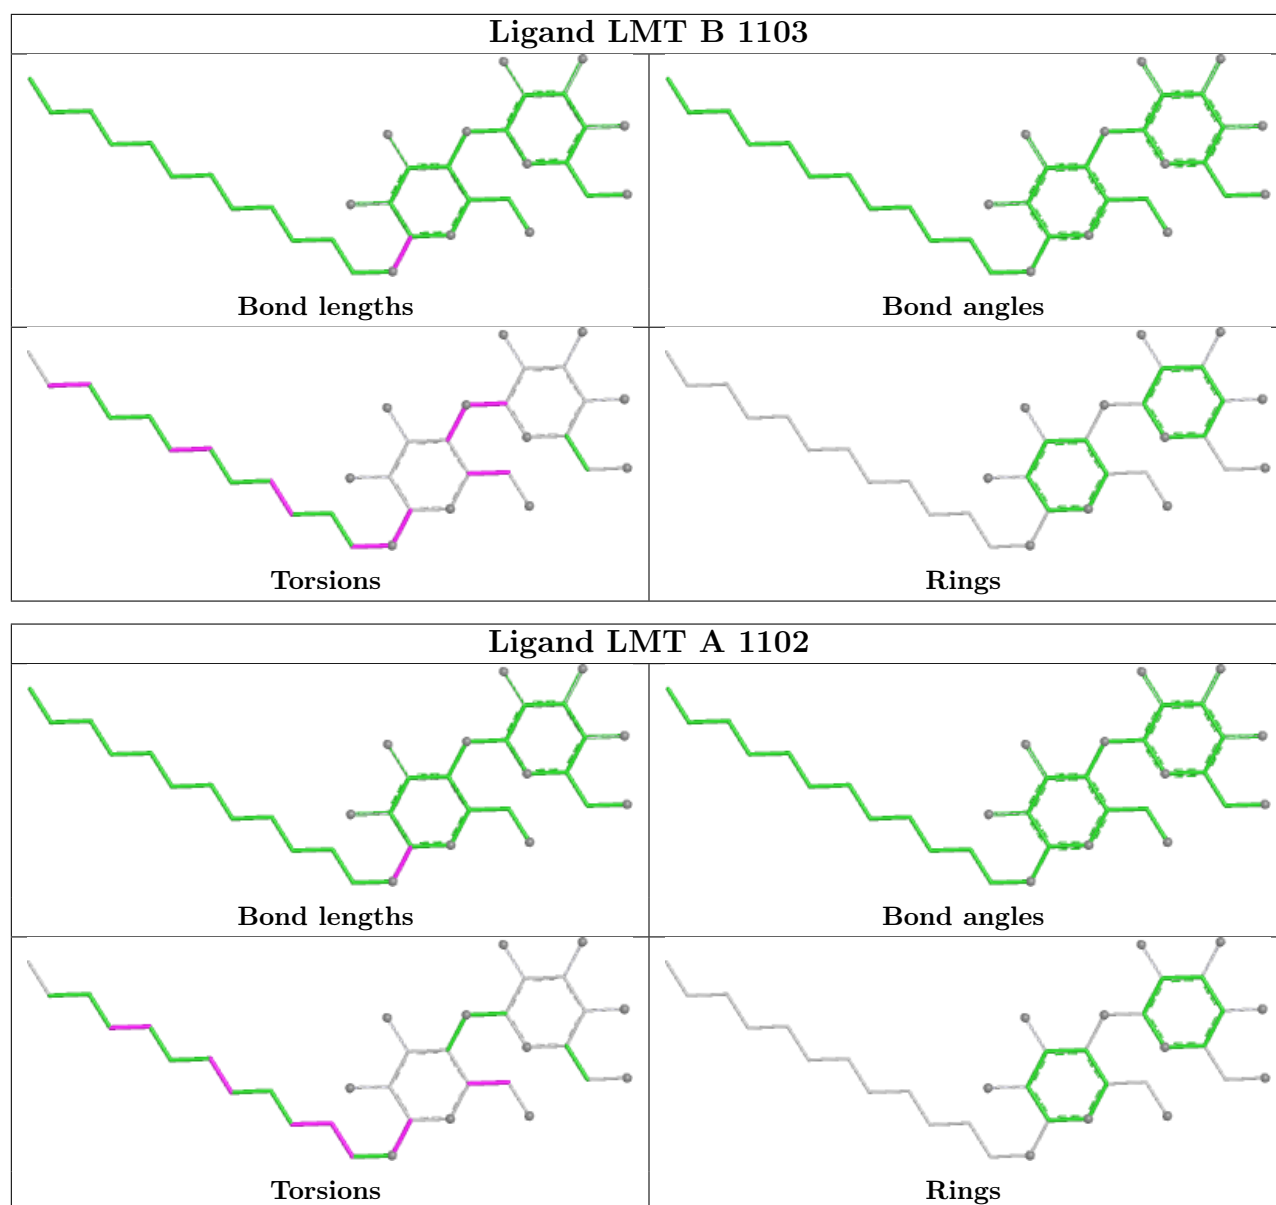 Ligand LMT B 1103
Bond lengths
Bond angles
Torsions
Rings
Ligand LMT A 1102
Bond lengths
Bond angles
Torsions
Rings